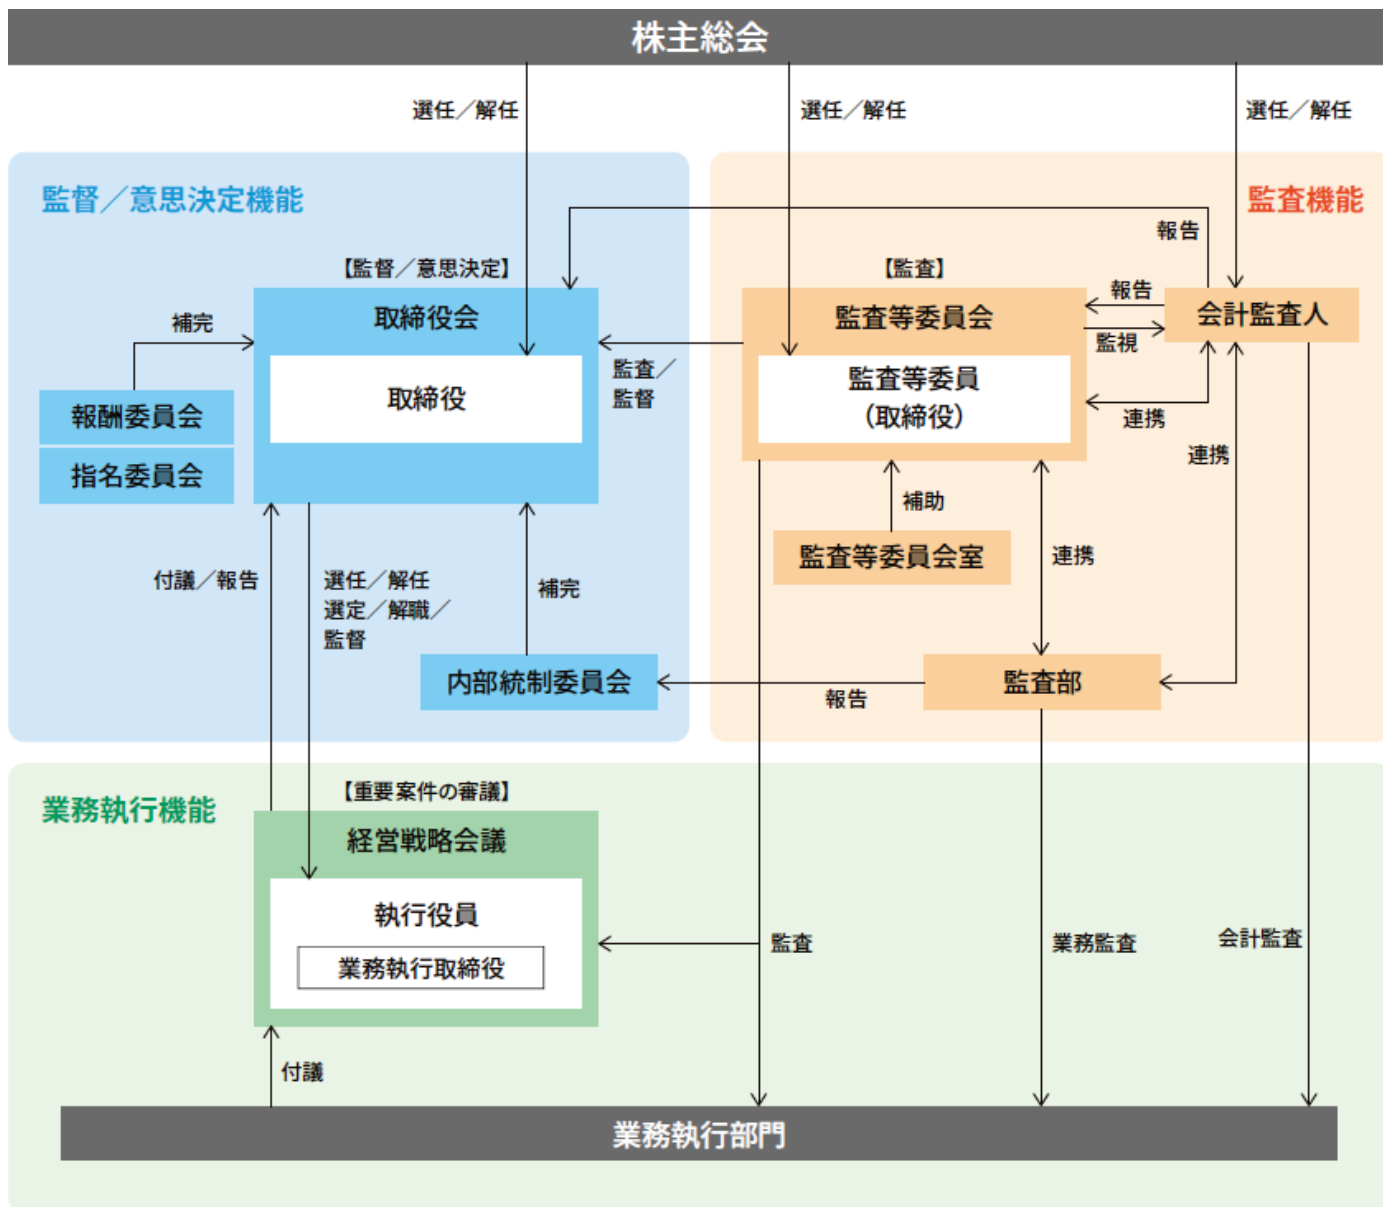 株主総会
選任／解任
選任／解任
選任／解任
監督／意思決定機能
監査機能
報告
【監督／意思決定】
【監査】
取締役会
取締役
補完
報酬委員会
指名委員会
監査／
監督
監査等委員会
監査等委員
（取締役）
報告
監視
会計監査人
連携
連携
補助
監査等委員会室
連携
付議／報告
選任／解任
選定／解職／
監督
補完
内部統制委員会
報告
監査部
業務執行機能
【重要案件の審議】
経営戦略会議
執行役員
業務執行取締役
監査
業務監査
会計監査
付議
業務執行部門